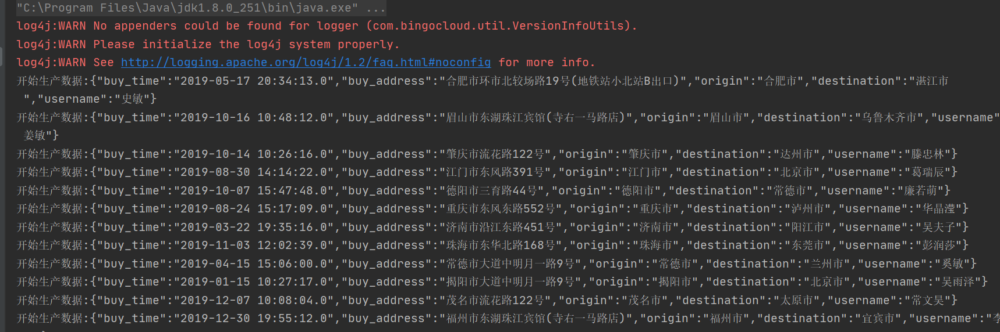 "C:\Program Files\Java\jdk1.8.0_251\bin\java.exe" ...
log4j:WARN No appenders could be found for logger (com.bingocloud.util.VersionInfoUtils).
log4j:WARN Please initialize the log4j system properly.
log4j:WARN See http://logging.apache.org/log4j/1.2/faq.html#noconfig for more info.
开始生产数据:{"buy_time":"2019-05-17 20:34:13.0","buy_address":"合肥市环市北较场路19号(地铁站小北站B出口)","origin":"合肥市","destination":"湛江市
","username":"史敏"}
开始生产数据:{"buy_time":"2019-10-16 10:48:12.0","buy_address":"眉山市东湖珠江宾馆(寺右一马路店)","origin":"眉山市","destination":"乌鲁木齐市","username"
姜敏"}
开始生产数据:{"buy_time":"2019-10-14 10:26:16.0","buy_address":"肇庆市流花路122号","origin":"肇庆市","destination":"达州市","username":"滕忠林"}
开始生产数据:{"buy_time":"2019-08-30 14:14:22.0","buy_address":"江门市东风路391号","origin":"江门市","destination":"北京市","username":"葛瑞辰"}
开始生产数据:{"buy_time":"2019-10-07 15:47:48.0","buy_address":"德阳市三育路44号","origin":"德阳市","destination":"常德市","username":"廉若萌"}
开始生产数据:{"buy_time":"2019-08-24 15:17:09.0","buy_address":"重庆市东风东路552号","origin":"重庆市","destination":"泸州市","username":"华晶滢"}
开始生产数据:{"buy_time":"2019-03-22 19:35:16.0","buy_address":"济南市沿江东路451号","origin":"济南市","destination":"阳江市","username":"吴夫子"}
开始生产数据:{"buy_time":"2019-11-03 12:02:39.0","buy_address":"珠海市东华北路168号","origin":"珠海市","destination":"东莞市","username":"彭润莎"}
开始生产数据:{"buy_time":"2019-04-15 15:06:00.0","buy_address":"常德市大道中明月一路9号","origin":"常德市","destination":"兰州市","username":"奚敏"}
开始生产数据:{"buy_time":"2019-01-15 10:27:17.0","buy_address":"揭阳市大道中明月一路9号","origin":"揭阳市","destination":"北京市","username":"吴雨泽"}
开始生产数据:{"buy_time":"2019-12-07 10:08:04.0","buy_address":"茂名市流花路122号","origin":"茂名市","destination":"太原市","username":"常文昊"}
开始生产数据:{"buy_time":"2019-12-30 19:55:12.0","buy_address":"福州市东湖珠江宾馆(寺右一马路店)","origin":"福州市","destination":"宜宾市","username":"李